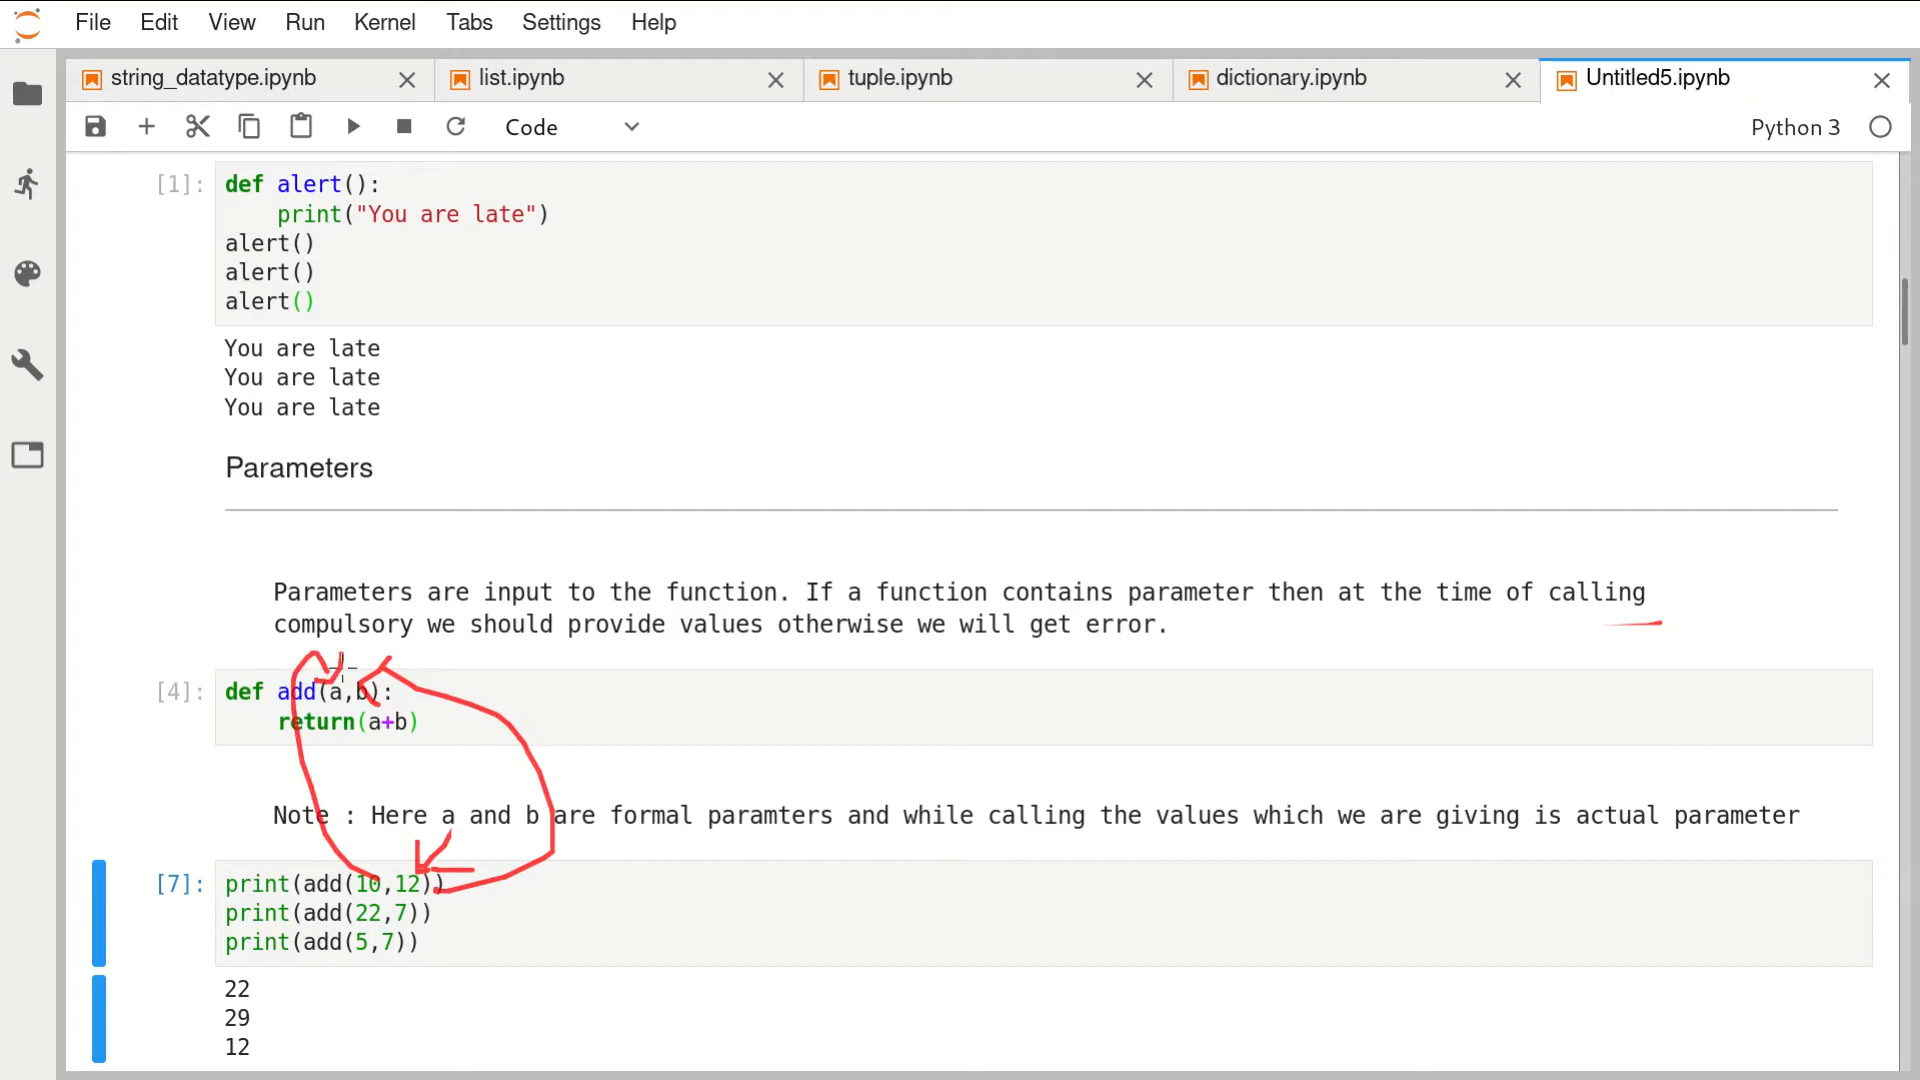 File Edit View Run Kernel Tabs Settings Help
string_datatype.ipynb list.ipynb tuple.ipynb dictionary.ipynb Untitled5.ipynb
Code Python 3
[1]: def alert():
print("You are late")
alert()
alert()
alert()
You are late
You are late
You are late
Parameters
Parameters are input to the function. If a function contains parameter then at the time of calling
compulsory we should provide values otherwise we will get error.
[4]: def add(a,b):
return(a+b)
Note : Here a and b are formal paramters and while calling the values which we are giving is actual parameter
[7]: print(add(10,12))
print(add(22,7))
print(add(5,7))
22
29
12